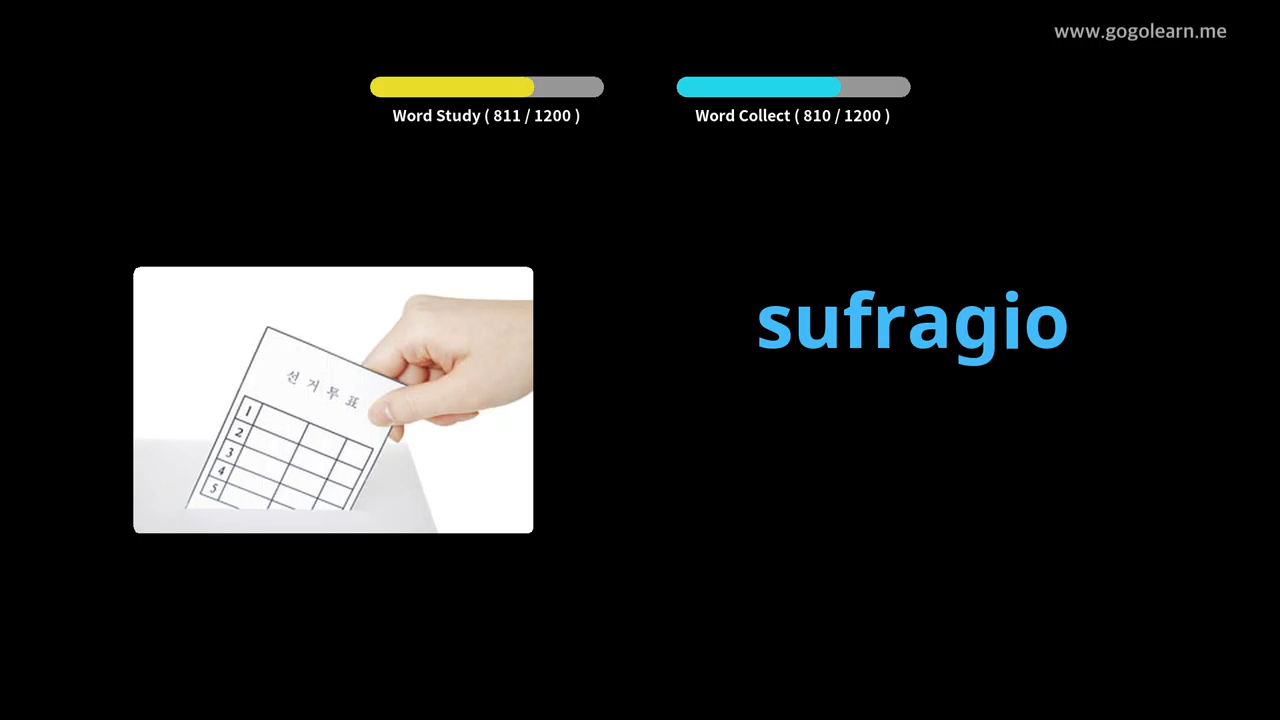 www.gogolearn.me
Word Study ( 811 / 1200 )
Word Collect ( 810 / 1200 )
sufragio
선거투표
1
2
3
4
5